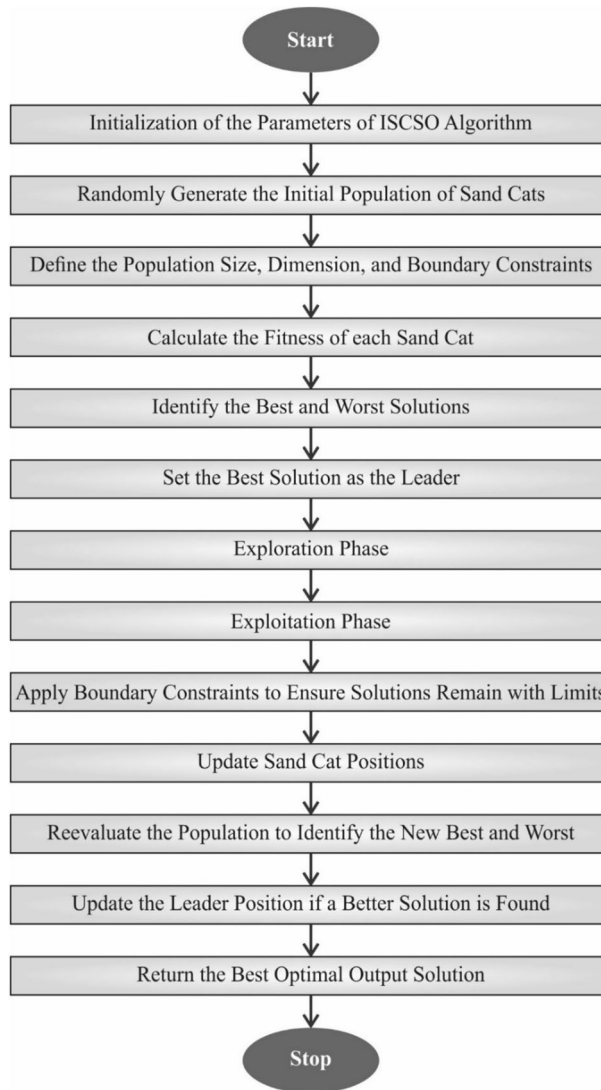 Start
Initialization of the Parameters of ISCSO Algorithm
Randomly Generate the Initial Population of Sand Cats
Define the Population Size, Dimension, and Boundary Constraints
Calculate the Fitness of each Sand Cat
Identify the Best and Worst Solutions
Set the Best Solution as the Leader
Exploration Phase
Exploitation Phase
Apply Boundary Constraints to Ensure Solutions Remain with Limits
Update Sand Cat Positions
Reevaluate the Population to Identify the New Best and Worst
Update the Leader Position if a Better Solution is Found
Return the Best Optimal Output Solution
Stop